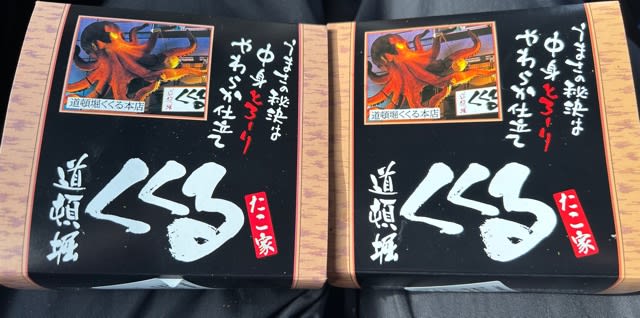 うまさの秘訣は
中身とろーり
やわらか仕立て
道頓堀くくる本店
たこ家
道頓堀
くくる
うまさの秘訣は
中身とろーり
やわらか仕立て
道頓堀くくる本店
たこ家
道頓堀
くくる